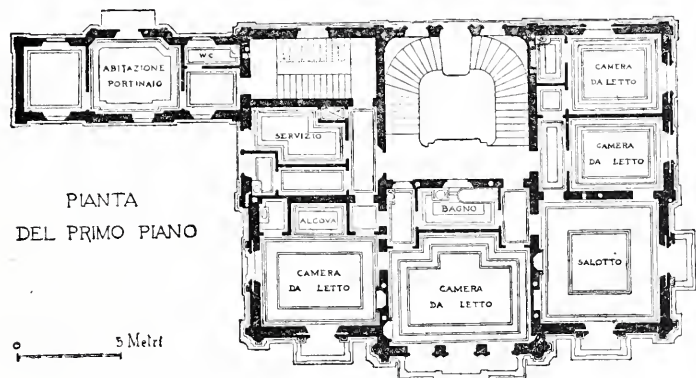 ABITAZIONE
PORTINAIO
W.C.
CAMERA
DA LETTO
SERVIZIO
CAMERA
DA LETTO
PIANTA
DEL PRIMO PIANO
ALCOVA
BAGNO
CAMERA
DA LETTO
CAMERA
DA LETTO
SALOTTO
0 5 Metri